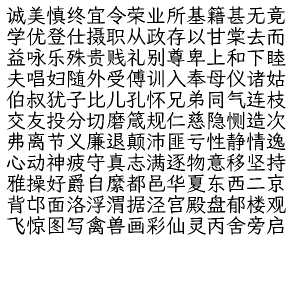 诚美慎终宜令荣业所基籍甚无竟
学优登仕摄职从政存以甘棠去而
益咏乐殊贵贱礼别尊卑上和下睦
夫唱妇随外受傅训入奉母仪诸姑
伯叔犹子比儿孔怀兄弟同气连枝
交友投分切磨箴规仁慈隐恻造次
弗离节义廉退颠沛匪亏性静情逸
心动神疲守真志满逐物意移坚持
雅操好爵自縻都邑华夏东西二京
背邙面洛浮渭据泾宫殿盘郁楼观
飞惊图写禽兽画彩仙灵丙舍旁启